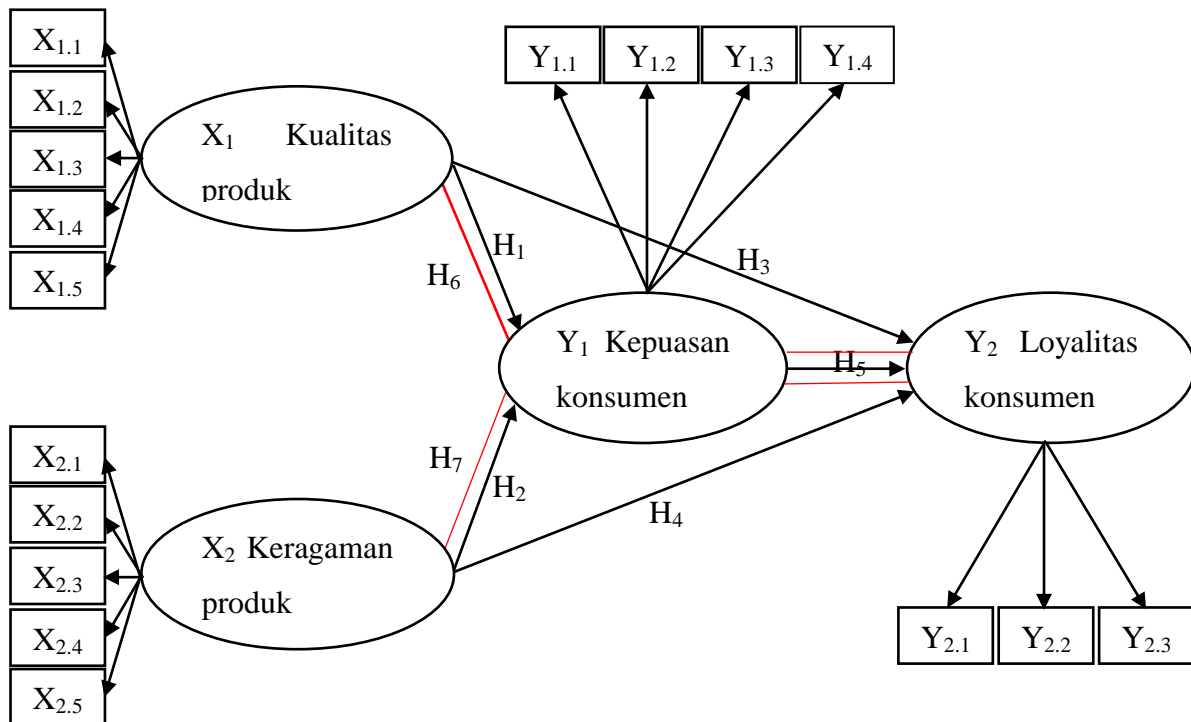 X₁.₁
X₁.₂
X₁.₃
X₁.₄
X₁.₅
X₁ Kualitas
produk
Y₁.₁ Y₁.₂ Y₁.₃ Y₁.₄
H₁
H₆
H₃
Y₁ Kepuasan
konsumen
H₅
Y₂ Loyalitas
konsumen
X₂.₁
X₂.₂
X₂.₃
X₂.₄
X₂.₅
X₂ Keragaman
produk
H₇
H₂
H₄
Y₂.₁ Y₂.₂ Y₂.₃